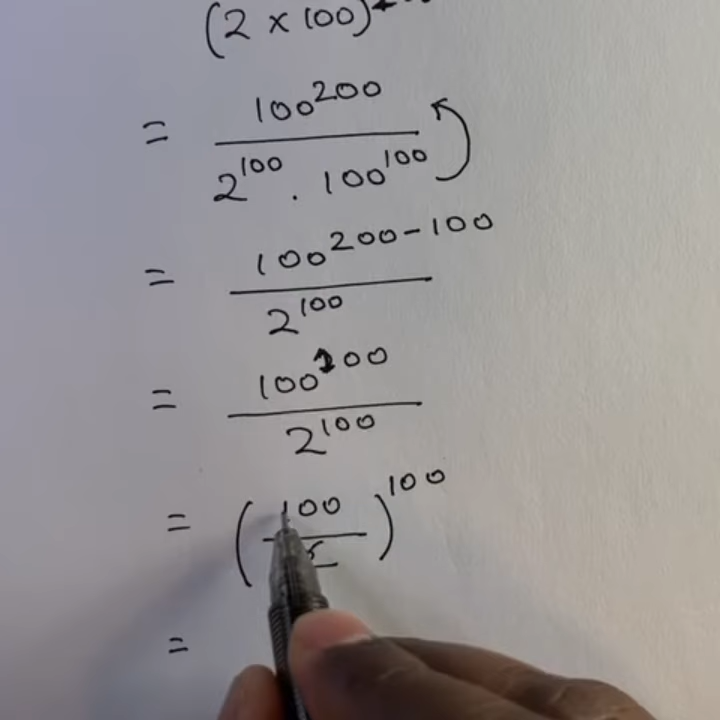 (2 × 100)
= 100^200 / 2^100 . 100^100
= 100^200-100 / 2^100
= 100^100 / 2^100
= (100 / 2)^100
=